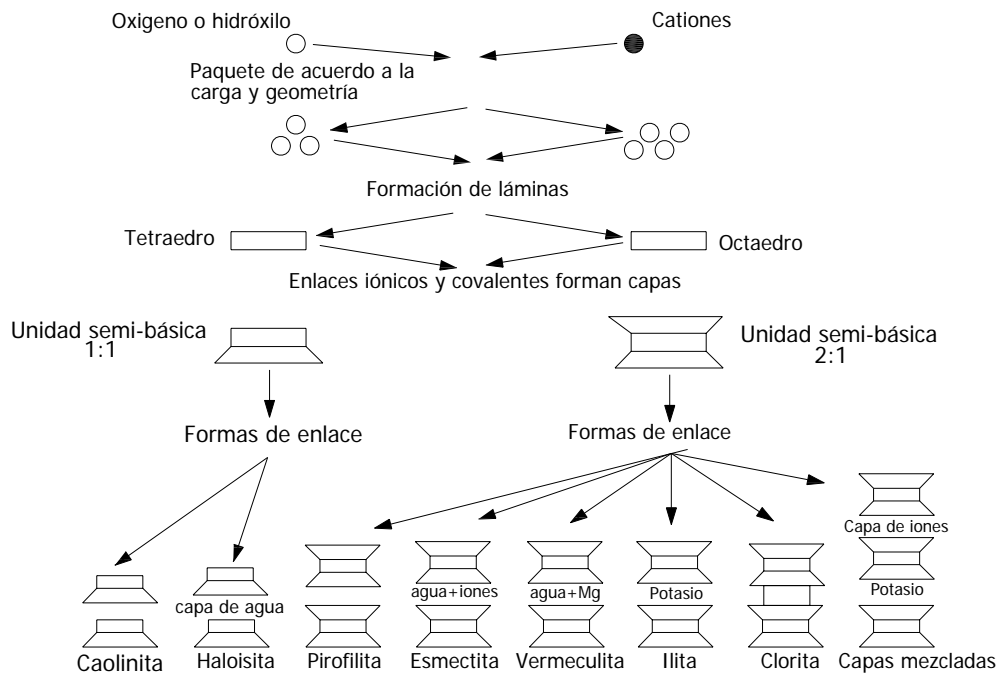 Oxigeno o hidróxilo
Cationes
Paquete de acuerdo a la
carga y geometría
Formación de láminas
Tetraedro
Octaedro
Enlaces iónicos y covalentes forman capas
Unidad semi-básica
1:1
Unidad semi-básica
2:1
Formas de enlace
Formas de enlace
Capa de iones
capa de agua
agua+iones
agua+Mg
Potasio
Potasio
Caolinita
Haloisita
Pirofilita
Esmectita
Vermeculita
Ilita
Clorita
Capas mezcladas